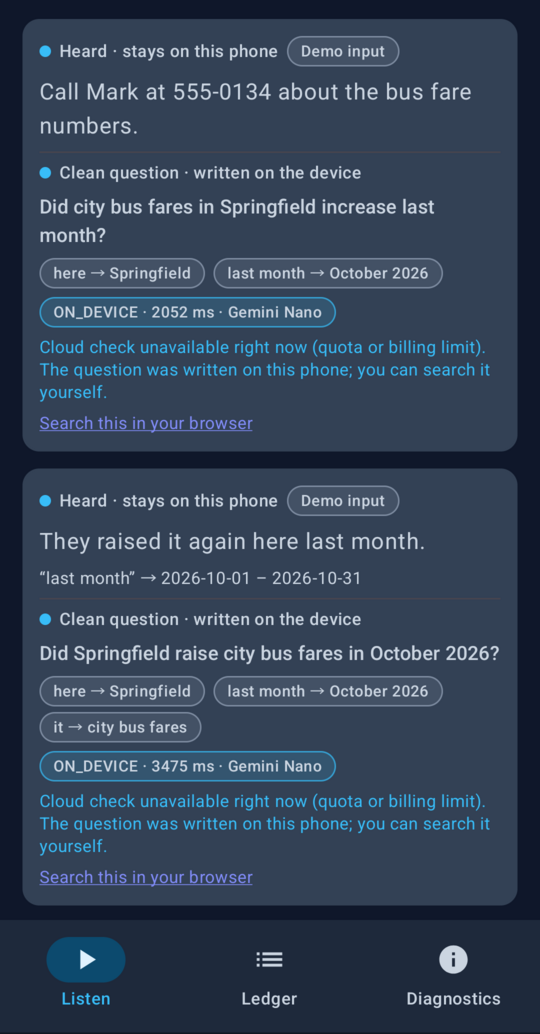 Heard · stays on this phone Demo input
Call Mark at 555-0134 about the bus fare
numbers.
Clean question · written on the device
Did city bus fares in Springfield increase last
month?
here → Springfield last month → October 2026
ON_DEVICE · 2052 ms · Gemini Nano
Cloud check unavailable right now (quota or billing limit).
The question was written on this phone; you can search it
yourself.
Search this in your browser
Heard · stays on this phone Demo input
They raised it again here last month.
“last month” → 2026-10-01 – 2026-10-31
Clean question · written on the device
Did Springfield raise city bus fares in October 2026?
here → Springfield last month → October 2026
it → city bus fares
ON_DEVICE · 3475 ms · Gemini Nano
Cloud check unavailable right now (quota or billing limit).
The question was written on this phone; you can search it
yourself.
Search this in your browser
Listen Ledger Diagnostics